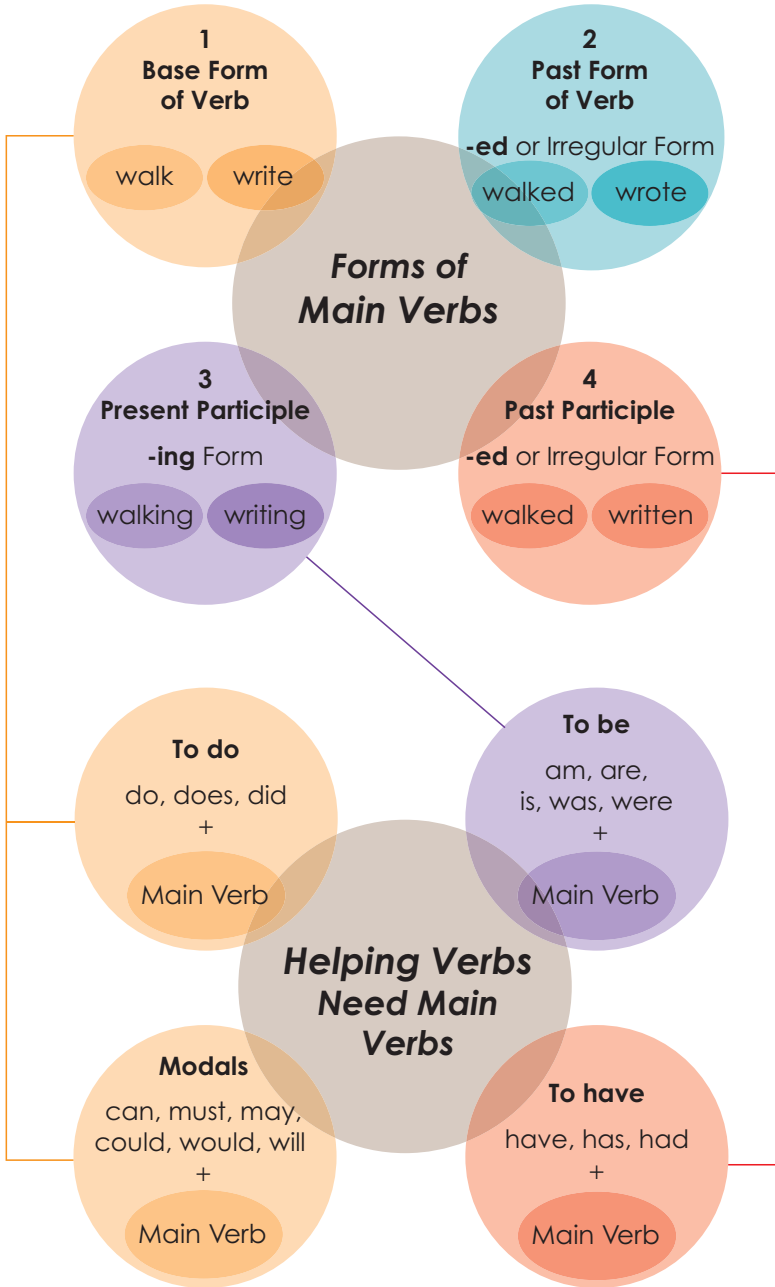 1
Base Form
of Verb
walk write
2
Past Form
of Verb
-ed or Irregular Form
walked wrote
Forms of
Main Verbs
3
Present Participle
-ing Form
walking writing
4
Past Participle
-ed or Irregular Form
walked written
To do
do, does, did
+
Main Verb
To be
am, are,
is, was, were
+
Main Verb
Helping Verbs
Need Main
Verbs
Modals
can, must, may,
could, would, will
+
Main Verb
To have
have, has, had
+
Main Verb